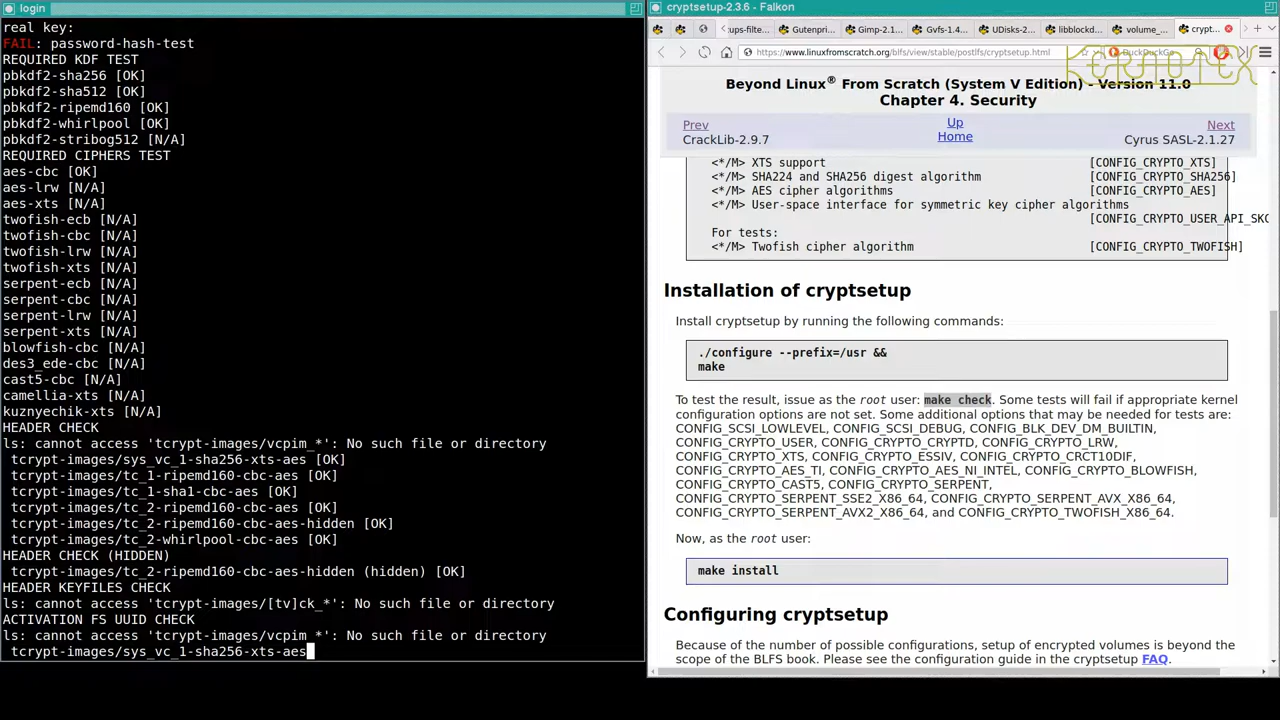 login
real key:
FAIL: password-hash-test
REQUIRED KDF TEST
pbkdf2-sha256 [OK]
pbkdf2-sha512 [OK]
pbkdf2-ripemd160 [OK]
pbkdf2-whirlpool [OK]
pbkdf2-stribog512 [N/A]
REQUIRED CIPHERS TEST
aes-cbc [OK]
aes-lrw [N/A]
aes-xts [N/A]
twofish-ecb [N/A]
twofish-cbc [N/A]
twofish-lrw [N/A]
twofish-xts [N/A]
serpent-ecb [N/A]
serpent-cbc [N/A]
serpent-lrw [N/A]
serpent-xts [N/A]
blowfish-cbc [N/A]
des3_ede-cbc [N/A]
cast5-cbc [N/A]
camellia-xts [N/A]
kuznyechik-xts [N/A]
HEADER CHECK
ls: cannot access 'tcrypt-images/vcpim_*': No such file or directory
tcrypt-images/sys_vc_1-sha256-xts-aes [OK]
tcrypt-images/tc_1-ripemd160-cbc-aes [OK]
tcrypt-images/tc_1-sha1-cbc-aes [OK]
tcrypt-images/tc_2-ripemd160-cbc-aes [OK]
tcrypt-images/tc_2-ripemd160-cbc-aes-hidden [OK]
tcrypt-images/tc_2-whirlpool-cbc-aes [OK]
HEADER CHECK (HIDDEN)
tcrypt-images/tc_2-ripemd160-cbc-aes-hidden (hidden) [OK]
HEADER KEYFILES CHECK
ls: cannot access 'tcrypt-images/[tv]ck_*': No such file or directory
ACTIVATION FS UUID CHECK
ls: cannot access 'tcrypt-images/vcpim_*': No such file or directory
tcrypt-images/sys_vc_1-sha256-xts-aes
cryptsetup-2.3.6 - Falkon
‹ups-filte... Gutenpri... Gimp-2.1... Gvfs-1.4... UDisks-2... libblockd... volume_... crypt...
https://www.linuxfromscratch.org/blfs/view/stable/postlfs/cryptsetup.html DuckDuckGo
KERNOTEX
Beyond Linux® From Scratch (System V Edition) - Version 11.0
Chapter 4. Security
Prev Up Next
CrackLib-2.9.7 Home Cyrus SASL-2.1.27
<*/M> XTS support [CONFIG_CRYPTO_XTS]
<*/M> SHA224 and SHA256 digest algorithm [CONFIG_CRYPTO_SHA256]
<*/M> AES cipher algorithms [CONFIG_CRYPTO_AES]
<*/M> User-space interface for symmetric key cipher algorithms
[CONFIG_CRYPTO_USER_API_SKC
For tests:
<*/M> Twofish cipher algorithm [CONFIG_CRYPTO_TWOFISH]
Installation of cryptsetup
Install cryptsetup by running the following commands:
./configure --prefix=/usr &&
make
To test the result, issue as the root user: make check. Some tests will fail if appropriate kernel
configuration options are not set. Some additional options that may be needed for tests are:
CONFIG_SCSI_LOWLEVEL, CONFIG_SCSI_DEBUG, CONFIG_BLK_DEV_DM_BUILTIN,
CONFIG_CRYPTO_USER, CONFIG_CRYPTO_CRYPTD, CONFIG_CRYPTO_LRW,
CONFIG_CRYPTO_XTS, CONFIG_CRYPTO_ESSIV, CONFIG_CRYPTO_CRCT10DIF,
CONFIG_CRYPTO_AES_TI, CONFIG_CRYPTO_AES_NI_INTEL, CONFIG_CRYPTO_BLOWFISH,
CONFIG_CRYPTO_CAST5, CONFIG_CRYPTO_SERPENT,
CONFIG_CRYPTO_SERPENT_SSE2_X86_64, CONFIG_CRYPTO_SERPENT_AVX_X86_64,
CONFIG_CRYPTO_SERPENT_AVX2_X86_64, and CONFIG_CRYPTO_TWOFISH_X86_64.
Now, as the root user:
make install
Configuring cryptsetup
Because of the number of possible configurations, setup of encrypted volumes is beyond the
scope of the BLFS book. Please see the configuration guide in the cryptsetup FAQ.